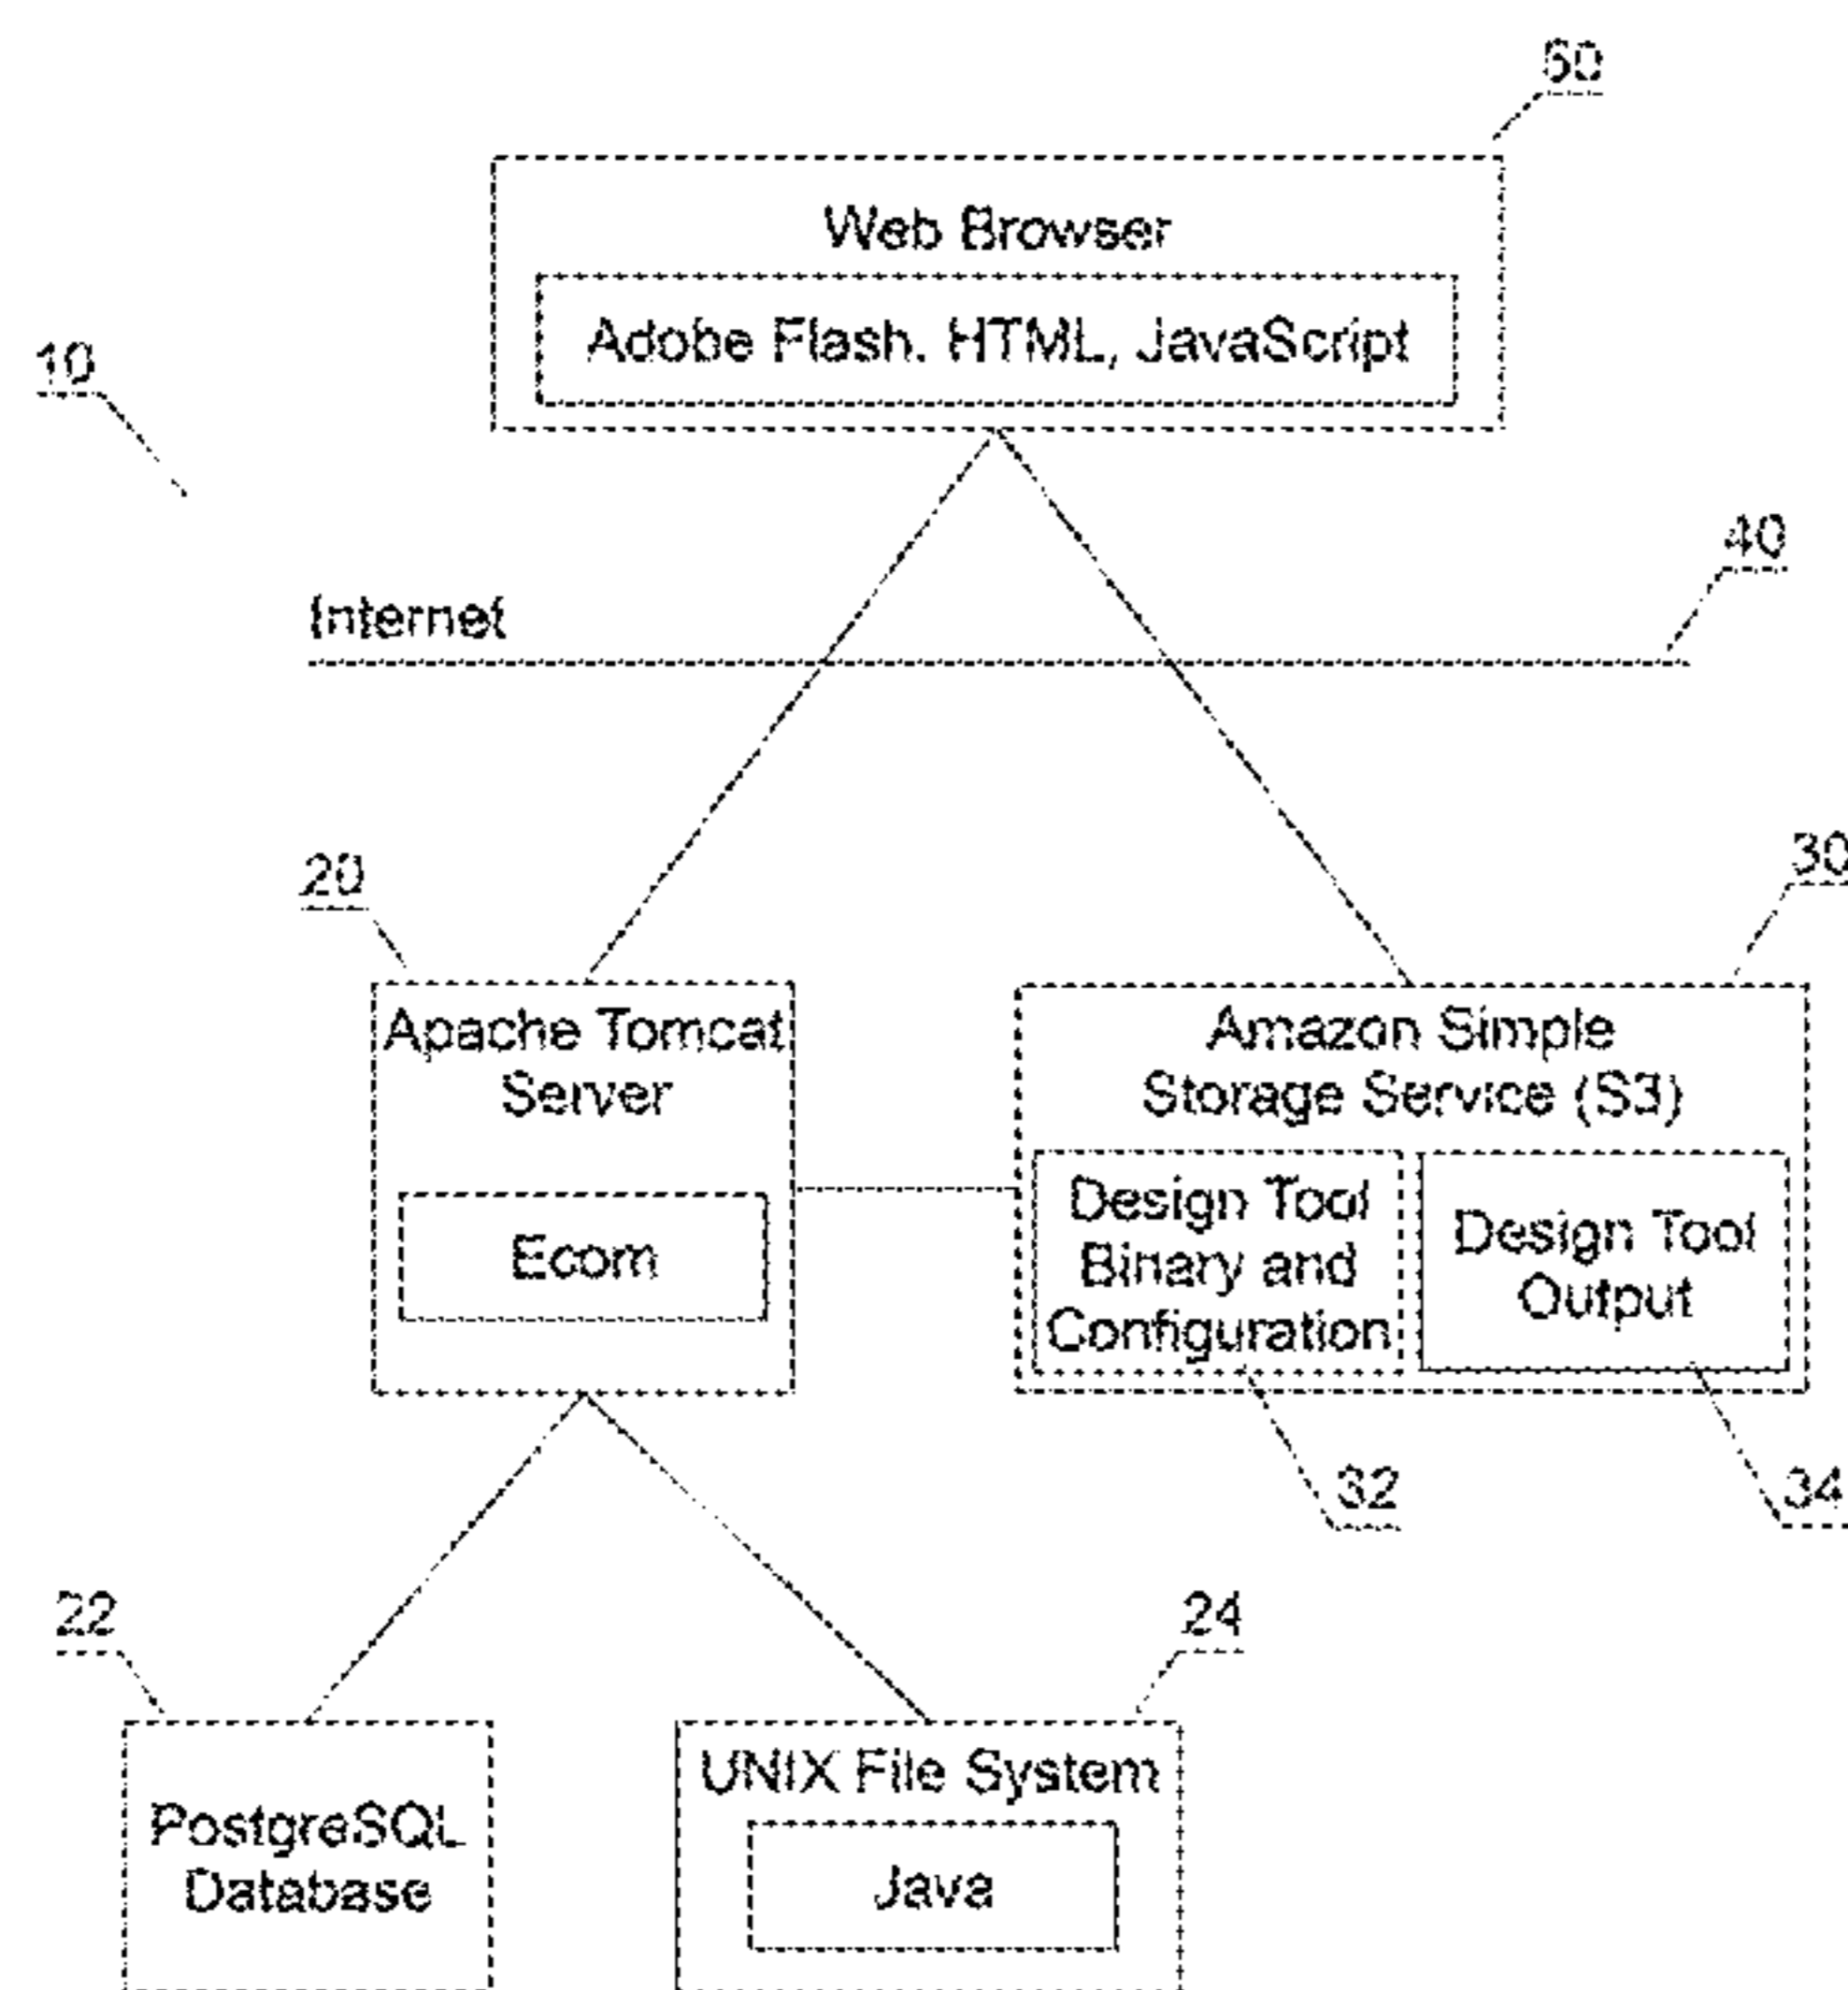 60
Web Browser
Adobe Flash, HTML, JavaScript
10
40
Internet
20
30
Apache Tomcat
Server
Amazon Simple
Storage Service (S3)
Ecom
Design Tool
Binary and
Configuration
Design Tool
Output
32
34
22
24
PostgreSQL
Database
UNIX File System
Java